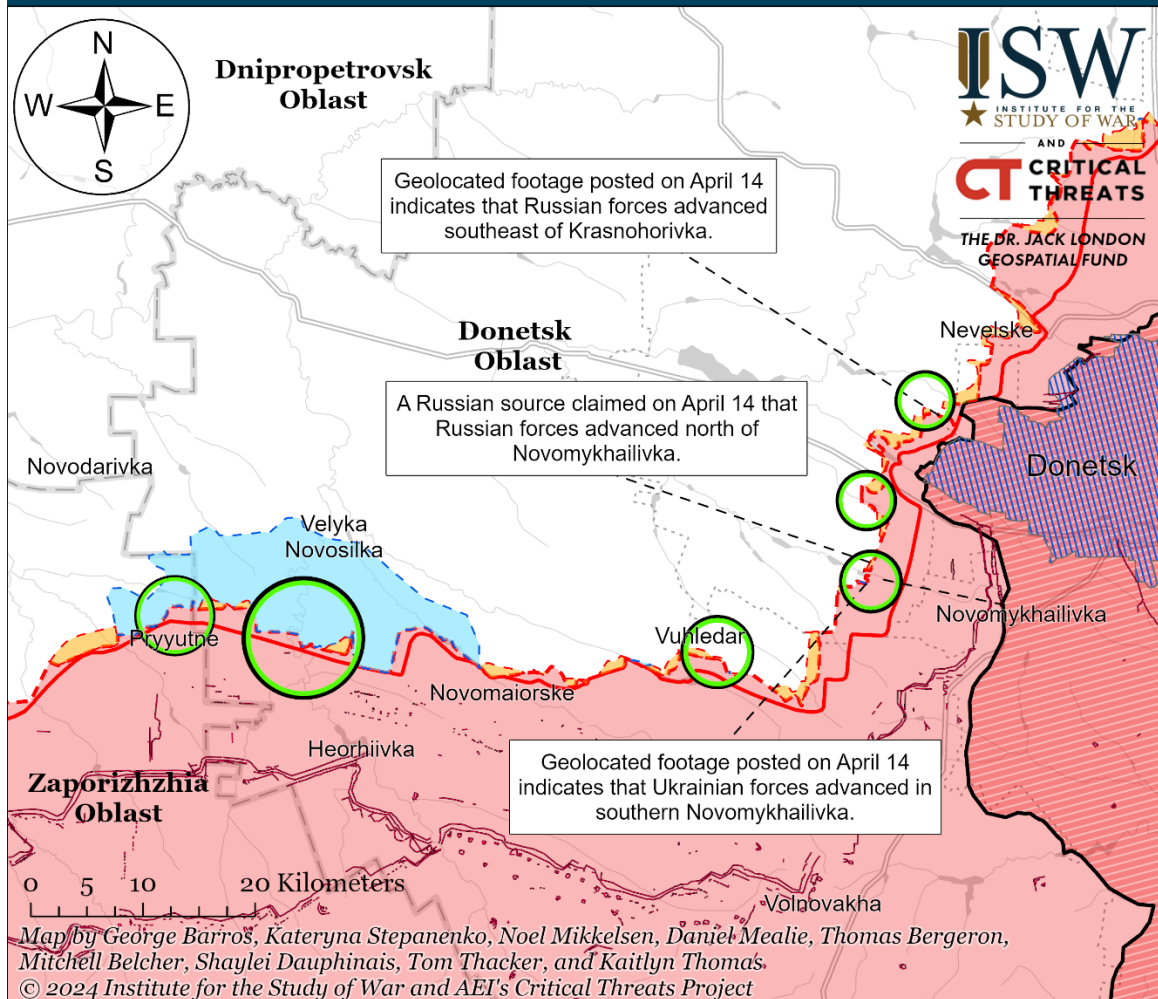 N
W
E
S
Dnipropetrovsk
Oblast
ISW
INSTITUTE FOR THE
STUDY OF WAR
AND
CT CRITICAL
THREATS
THE DR. JACK LONDON
GEOSPATIAL FUND
Geolocated footage posted on April 14
indicates that Russian forces advanced
southeast of Krasnohorivka.
Donetsk
Oblast
Nevelske
A Russian source claimed on April 14 that
Russian forces advanced north of
Novomykhailivka.
Novodarivka
Donetsk
Velyka
Novosilka
Pryyutne
Vuhledar
Novomykhailivka
Novomaiorske
Heorhiivka
Geolocated footage posted on April 14
indicates that Ukrainian forces advanced in
southern Novomykhailivka.
Zaporizhzhia
Oblast
0 5 10 20 Kilometers
Volnovakha
Map by George Barros, Kateryna Stepanenko, Noel Mikkelsen, Daniel Mealie, Thomas Bergeron,
Mitchell Belcher, Shaylei Dauphinais, Tom Thacker, and Kaitlyn Thomas
© 2024 Institute for the Study of War and AEI's Critical Threats Project